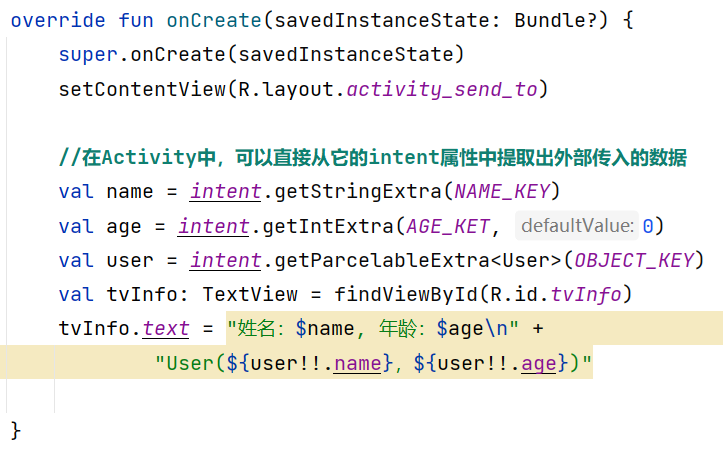 override fun onCreate(savedInstanceState: Bundle?) {
super.onCreate(savedInstanceState)
setContentView(R.layout.activity_send_to)
//在Activity中，可以直接从它的intent属性中提取出外部传入的数据
val name = intent.getStringExtra(NAME_KEY)
val age = intent.getIntExtra(AGE_KET, defaultValue: 0)
val user = intent.getParcelableExtra<User>(OBJECT_KEY)
val tvInfo: TextView = findViewById(R.id.tvInfo)
tvInfo.text = "姓名：$name, 年龄：$age\n" +
"User(${user!!.name}，${user!!.age})"
}